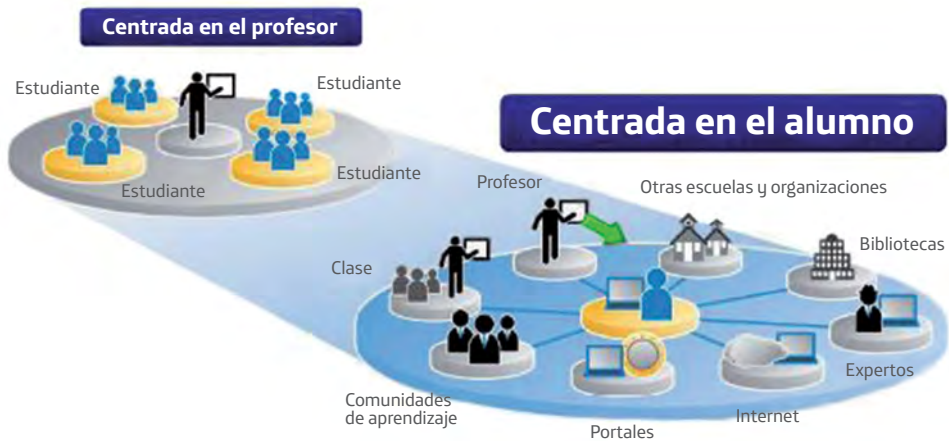 Centrada en el profesor
Estudiante
Estudiante
Estudiante
Estudiante
Centrada en el alumno
Profesor
Otras escuelas y organizaciones
Bibliotecas
Clase
Expertos
Comunidades
de aprendizaje
Internet
Portales